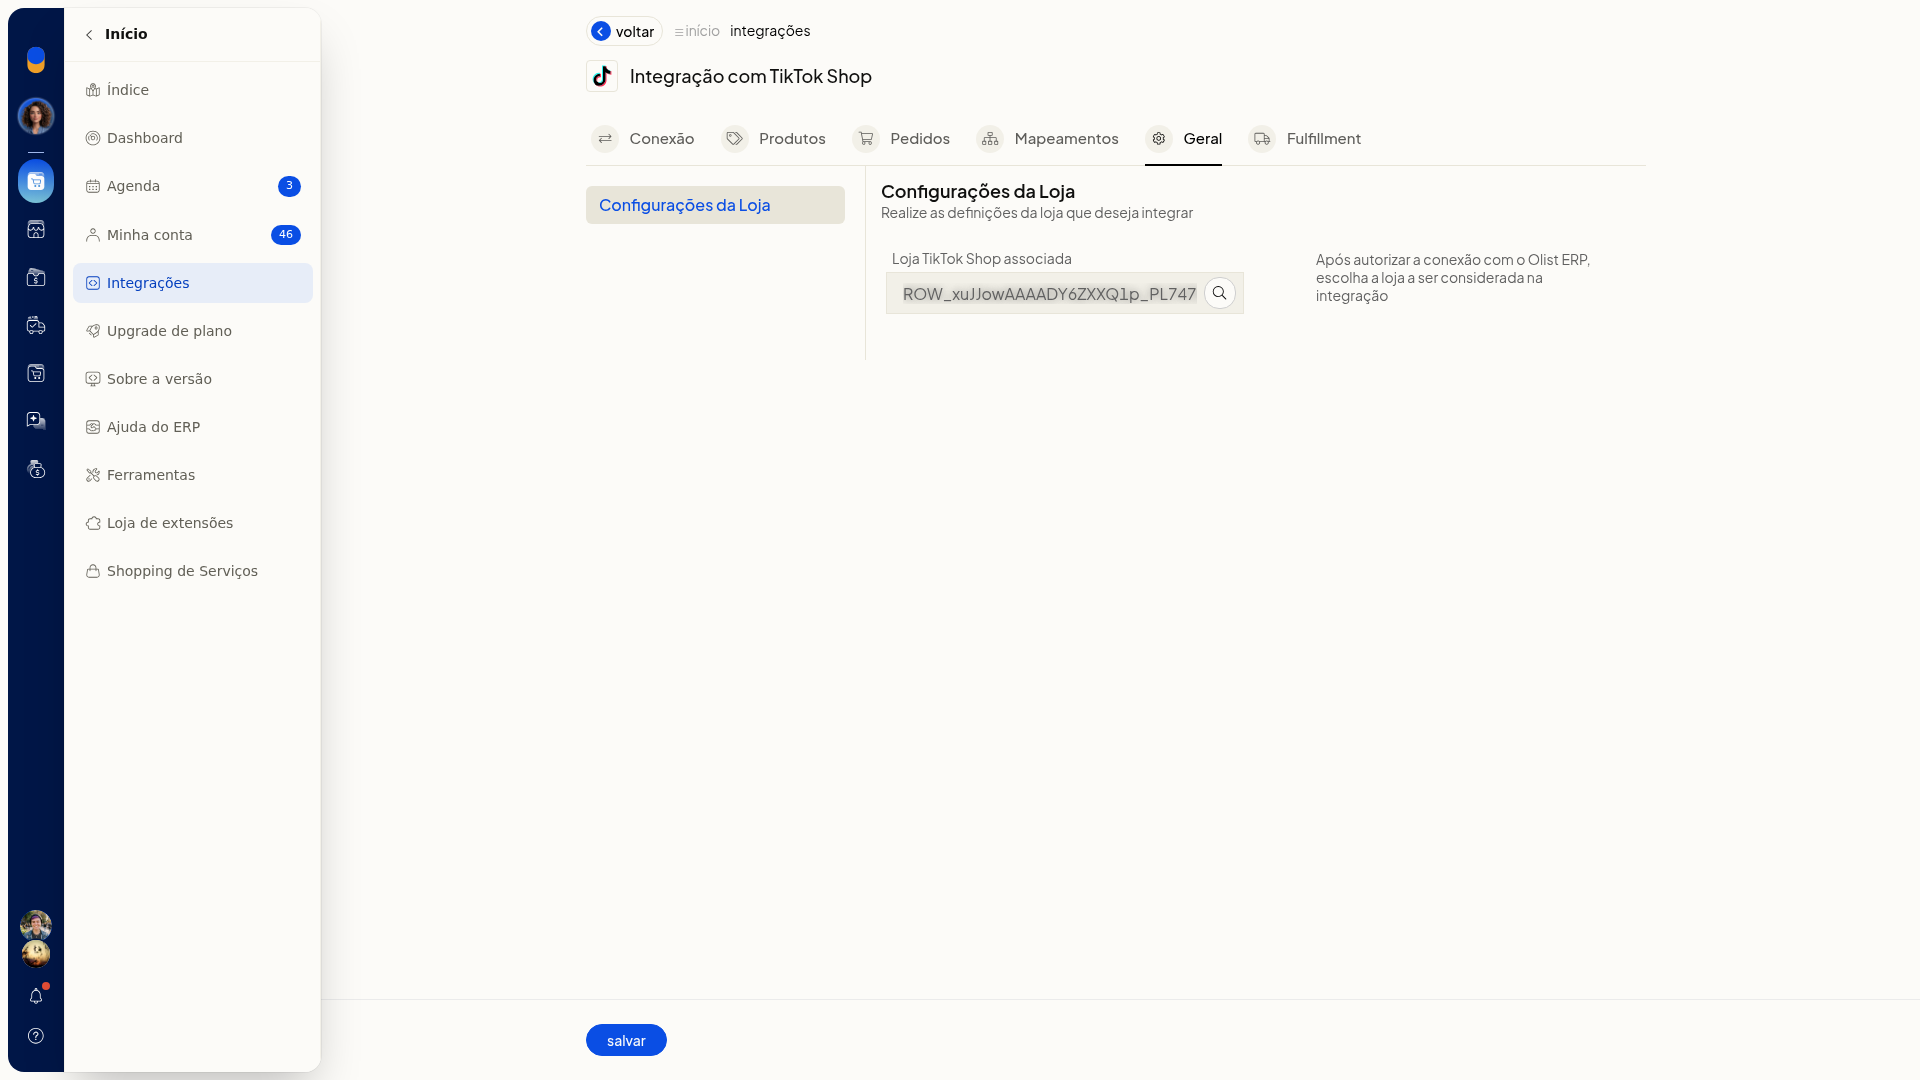 Início
Índice
Dashboard
Agenda
3
Minha conta
46
Integrações
Upgrade de plano
Sobre a versão
Ajuda do ERP
Ferramentas
Loja de extensões
Shopping de Serviços
voltar
início integrações
Integração com TikTok Shop
Conexão
Produtos
Pedidos
Mapeamentos
Geral
Fulfillment
Configurações da Loja
Configurações da Loja
Realize as definições da loja que deseja integrar
Loja TikTok Shop associada
ROW_xuJJowAAAADY6ZXXQ1p_PL747
Após autorizar a conexão com o Olist ERP,
escolha a loja a ser considerada na
integração
salvar